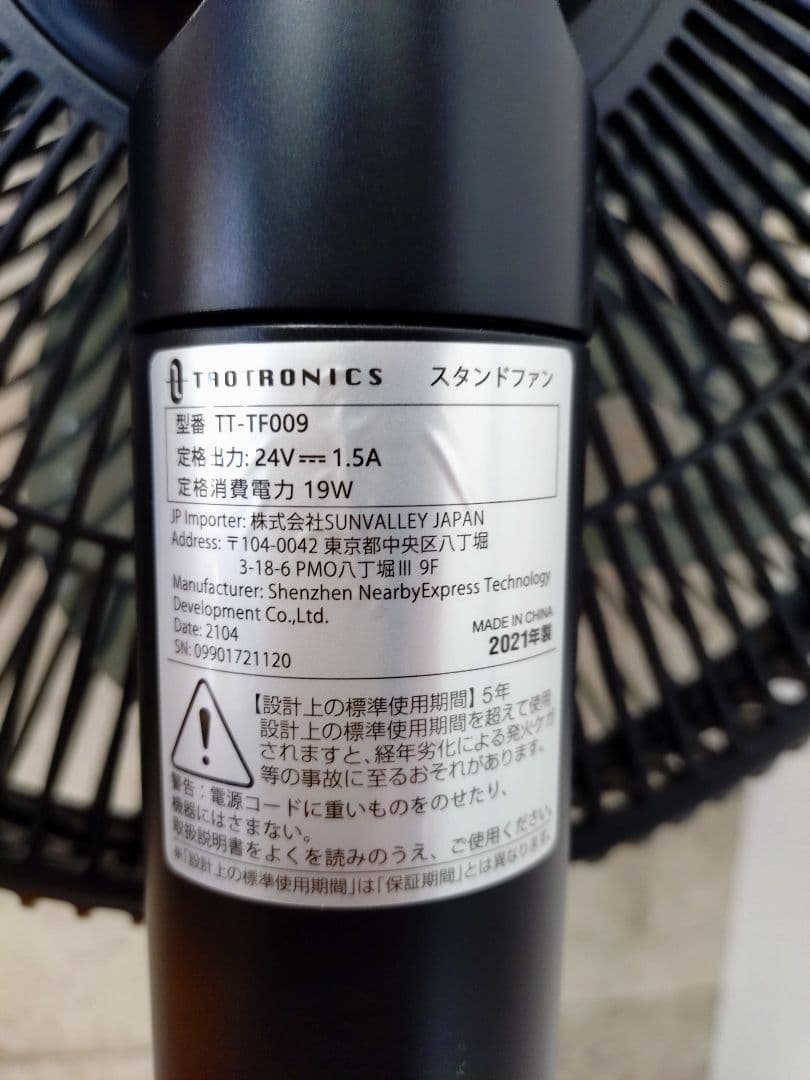 TAOTRONICS スタンドファン
型番 TT-TF009
定格出力: 24V⎓1.5A
定格消費電力 19W
JP Importer: 株式会社SUNVALLEY JAPAN
Address: 〒104-0042 東京都中央区八丁堀
3-18-6 PMO八丁堀Ⅲ 9F
Manufacturer: Shenzhen NearbyExpress Technology
Development Co.,Ltd.
Date: 2104
MADE IN CHINA
SN: 09901721120
2021年製
【設計上の標準使用期間】5年
設計上の標準使用期間を超えて使用
されますと、経年劣化による発火ケガ
等の事故に至るおそれがあります。
警告：電源コードに重いものをのせたり、
機器にはさまない。
取扱説明書をよくを読みのうえ、ご使用ください。
※「設計上の標準使用期間」は「保証期間」とは異なります。